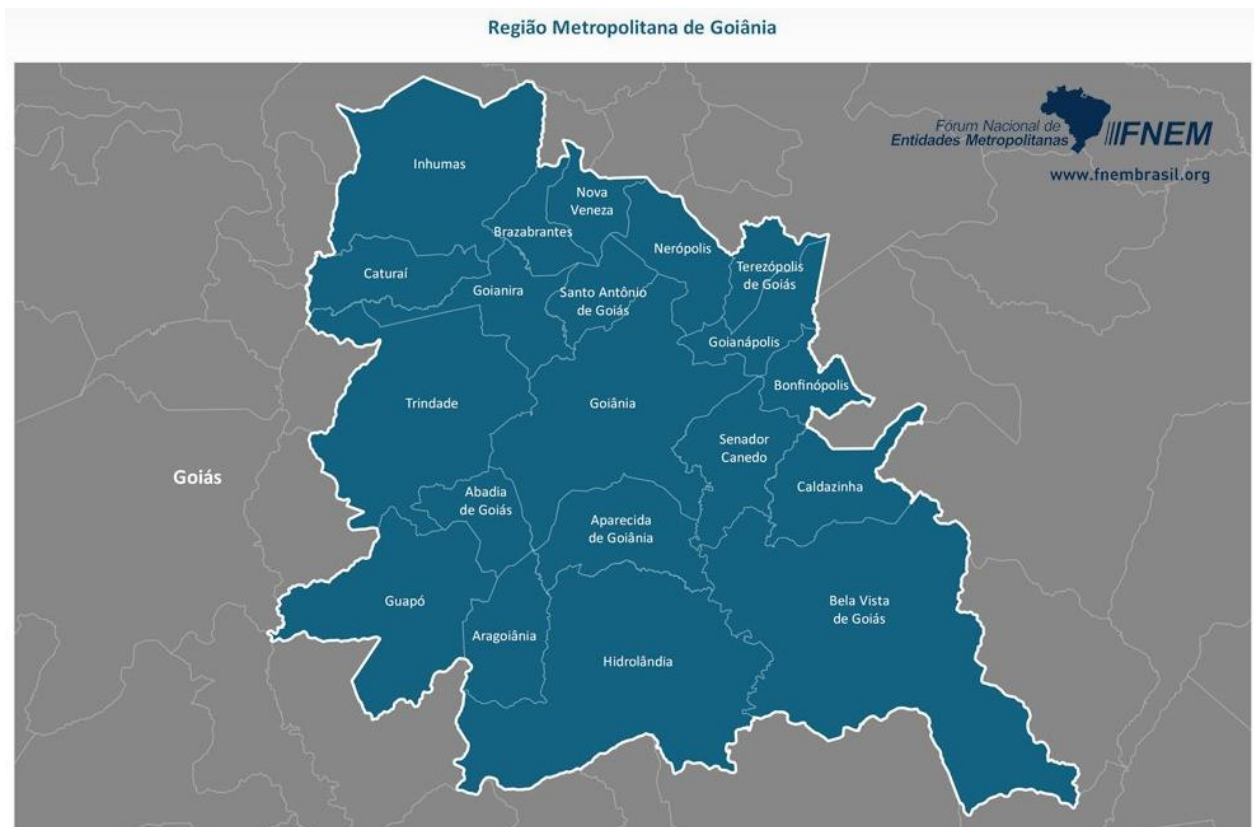 Região Metropolitana de Goiânia
Fórum Nacional de
Entidades Metropolitanas
FNEM
www.fnembrasil.org
Inhumas
Nova
Veneza
Brazabrantes
Nerópolis
Terezópolis
de Goiás
Caturaí
Goianira
Santo Antônio
de Goiás
Goianápolis
Bonfinópolis
Trindade
Goiânia
Senador
Canedo
Goiás
Caldazinha
Abadia
de Goiás
Aparecida
de Goiânia
Guapó
Bela Vista
de Goiás
Aragoiânia
Hidrolândia